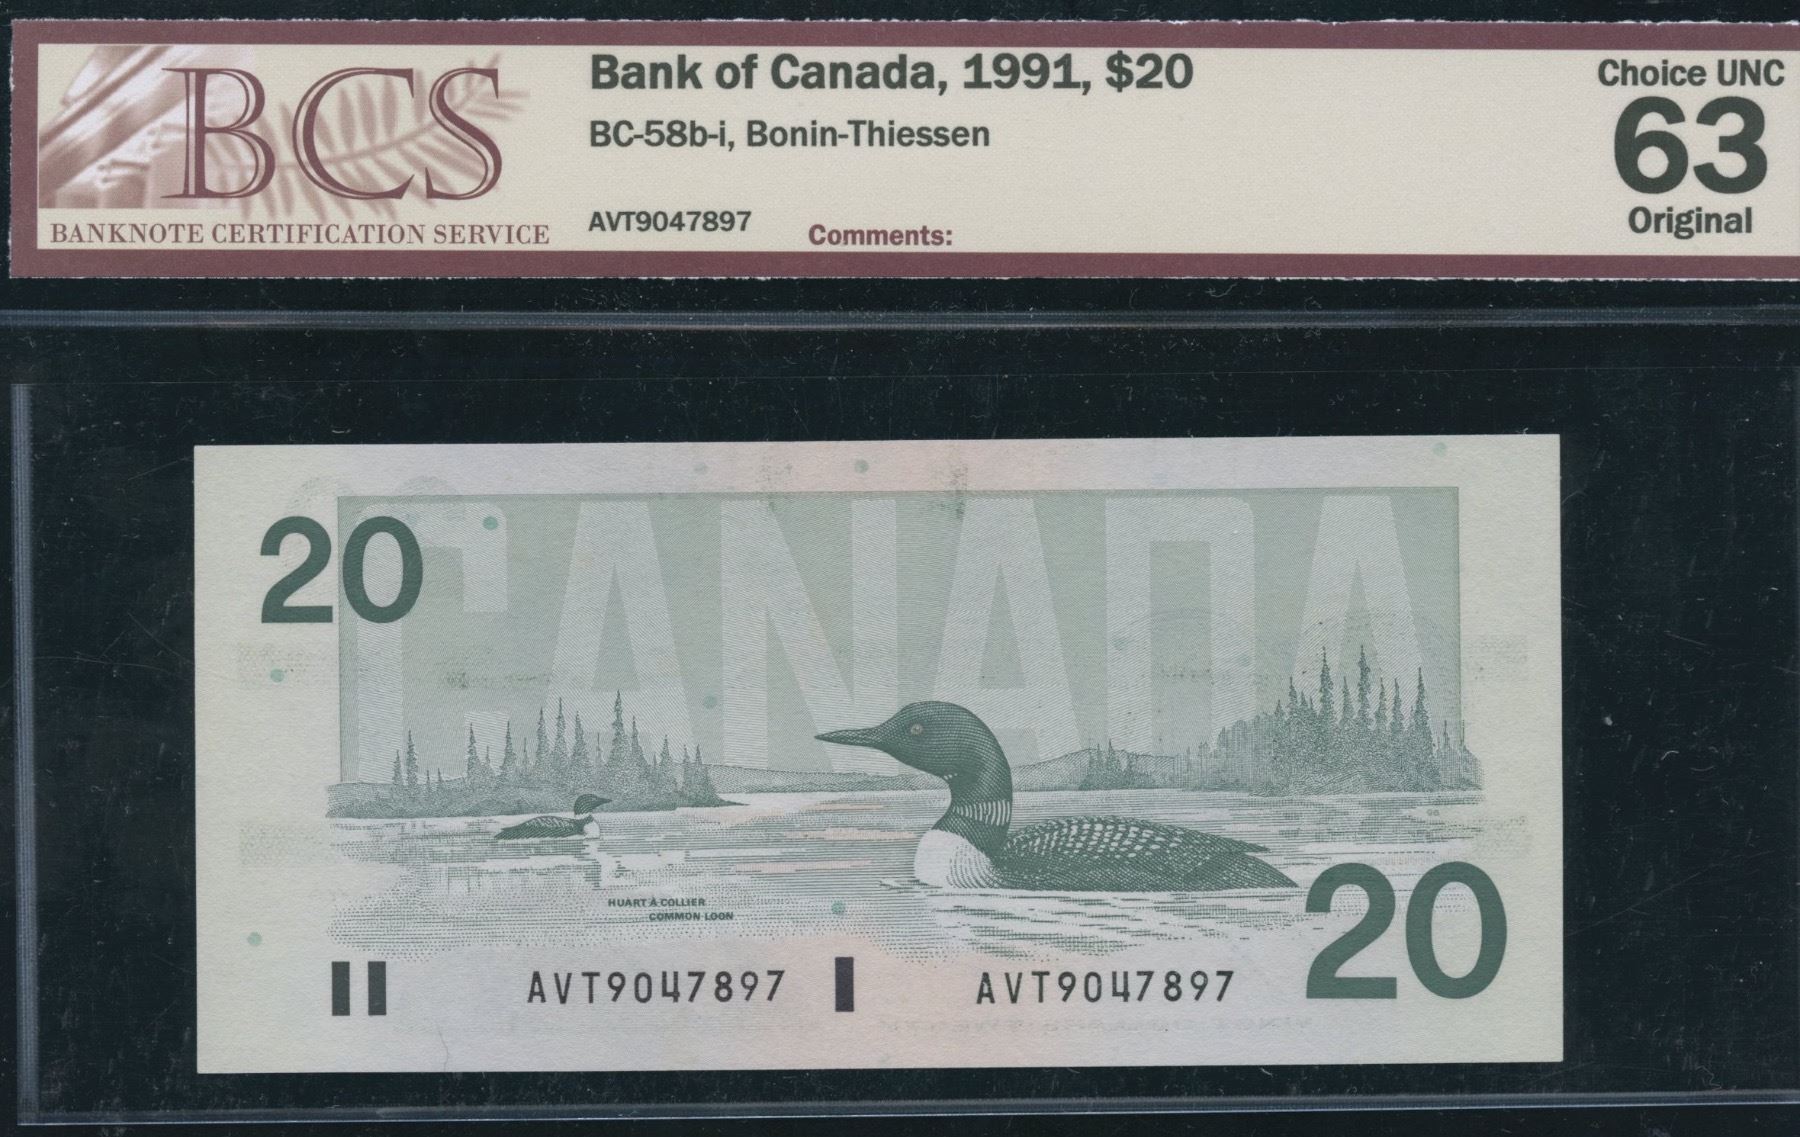 BCS
BANKNOTE CERTIFICATION SERVICE
Bank of Canada, 1991, $20
BC-58b-i, Bonin-Thiessen
AVT9047897
Comments:
Choice UNC
63
Original
20
CANADA
HUART À COLLIER
COMMON LOON
AVT9047897
AVT9047897
20